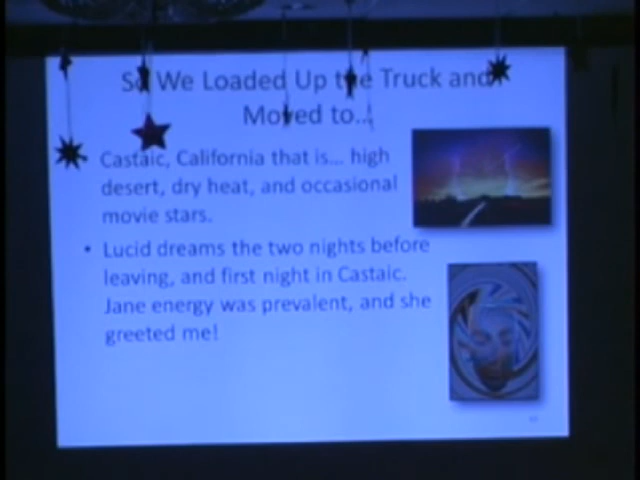 So We Loaded Up the Truck and
Moved to…
Castaic, California that is… high
desert, dry heat, and occasional
movie stars.
• Lucid dreams the two nights before
leaving, and first night in Castaic.
Jane energy was prevalent, and she
greeted me!